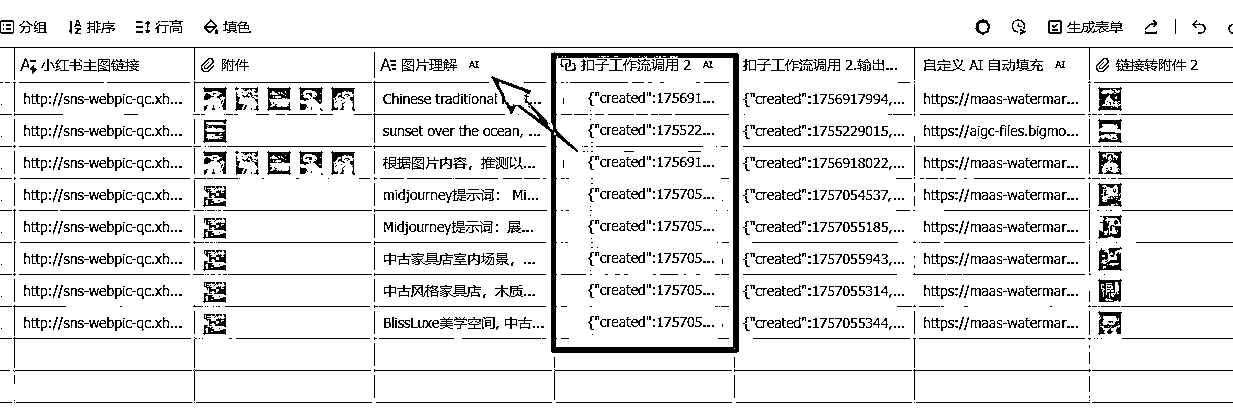 分组 排序 行高 填色 生成表单
小红书主图链接 附件 图片理解 AI 扣子工作流调用 2 AI 扣子工作流调用 2.输出... 自定义 AI 自动填充 AI 链接转附件 2
http://sns-webpic-qc.xh... Chinese traditional {"created":175691... {"created":1756917994,... https://maas-watermar...
http://sns-webpic-qc.xh... sunset over the ocean, ... {"created":175522... {"created":1755229015,... https://aigc-files.bigmo...
http://sns-webpic-qc.xh... 根据图片内容，推测以... {"created":175691... {"created":1756918022,... https://maas-watermar...
http://sns-webpic-qc.xh... midjourney提示词： Mi... {"created":175705... {"created":1757054537,... https://maas-watermar...
http://sns-webpic-qc.xh... Midjourney提示词：展... {"created":175705... {"created":1757055185,... https://maas-watermar...
http://sns-webpic-qc.xh... 中古家具店室内场景，... {"created":175705... {"created":1757055943,... https://maas-watermar...
http://sns-webpic-qc.xh... 中古风格家具店，木质... {"created":175705... {"created":1757055314,... https://maas-watermar...
http://sns-webpic-qc.xh... BlissLuxe美学空间, 中古... {"created":175705... {"created":1757055344,... https://maas-watermar...